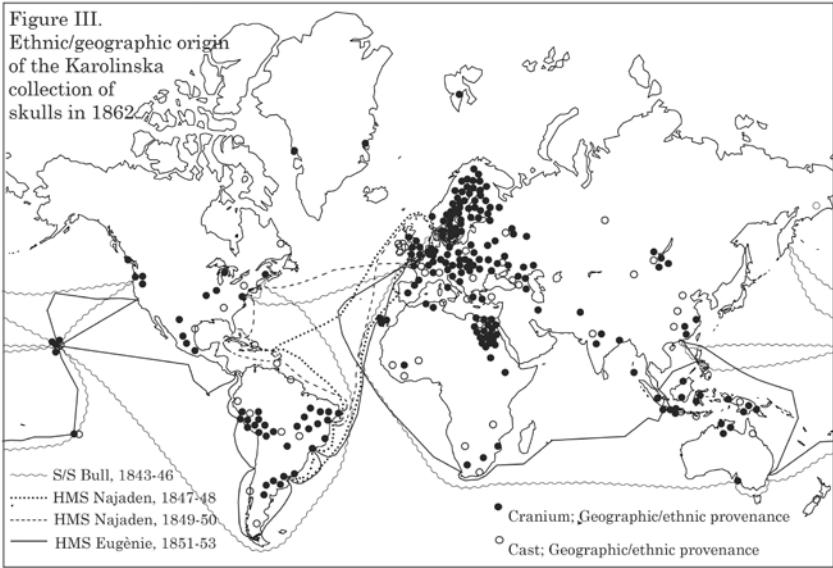 Figure III.
Ethnic/geographic origin
of the Karolinska
collection of
skulls in 1862.
S/S Bull, 1843-46
HMS Najaden, 1847-48
HMS Najaden, 1849-50
HMS Eugènie, 1851-53
Cranium; Geographic/ethnic provenance
Cast; Geographic/ethnic provenance